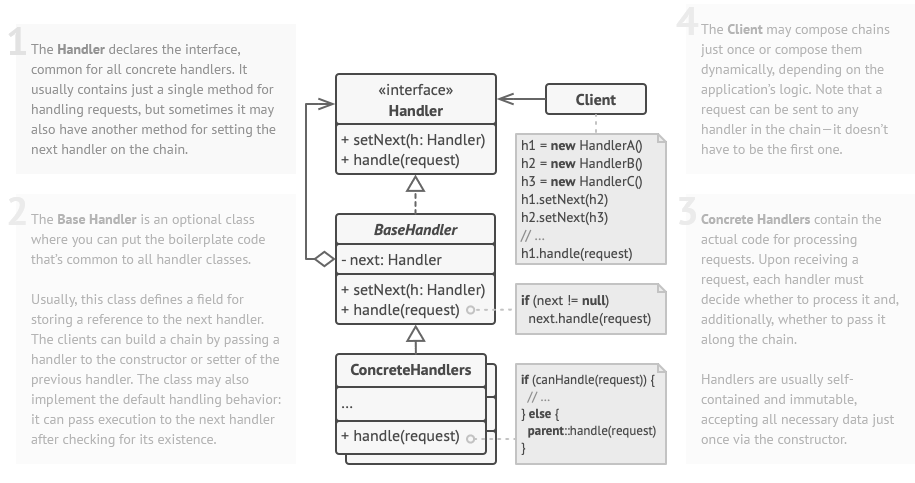 1
The Handler declares the interface,
common for all concrete handlers. It
usually contains just a single method for
handling requests, but sometimes it may
also have another method for setting the
next handler on the chain.
2
The Base Handler is an optional class
where you can put the boilerplate code
that's common to all handler classes.
Usually, this class defines a field for
storing a reference to the next handler.
The clients can build a chain by passing a
handler to the constructor or setter of the
previous handler. The class may also
implement the default handling behavior:
it can pass execution to the next handler
after checking for its existence.
«interface»
Handler
+ setNext(h: Handler)
+ handle(request)
BaseHandler
- next: Handler
+ setNext(h: Handler)
+ handle(request)
ConcreteHandlers
...
+ handle(request)
Client
h1 = new HandlerA()
h2 = new HandlerB()
h3 = new HandlerC()
h1.setNext(h2)
h2.setNext(h3)
// ...
h1.handle(request)
if (next != null)
next.handle(request)
if (canHandle(request)) {
// ...
} else {
parent::handle(request)
}
4
The Client may compose chains
just once or compose them
dynamically, depending on the
application's logic. Note that a
request can be sent to any
handler in the chain—it doesn't
have to be the first one.
3
Concrete Handlers contain the
actual code for processing
requests. Upon receiving a
request, each handler must
decide whether to process it and,
additionally, whether to pass it
along the chain.
Handlers are usually self-
contained and immutable,
accepting all necessary data just
once via the constructor.